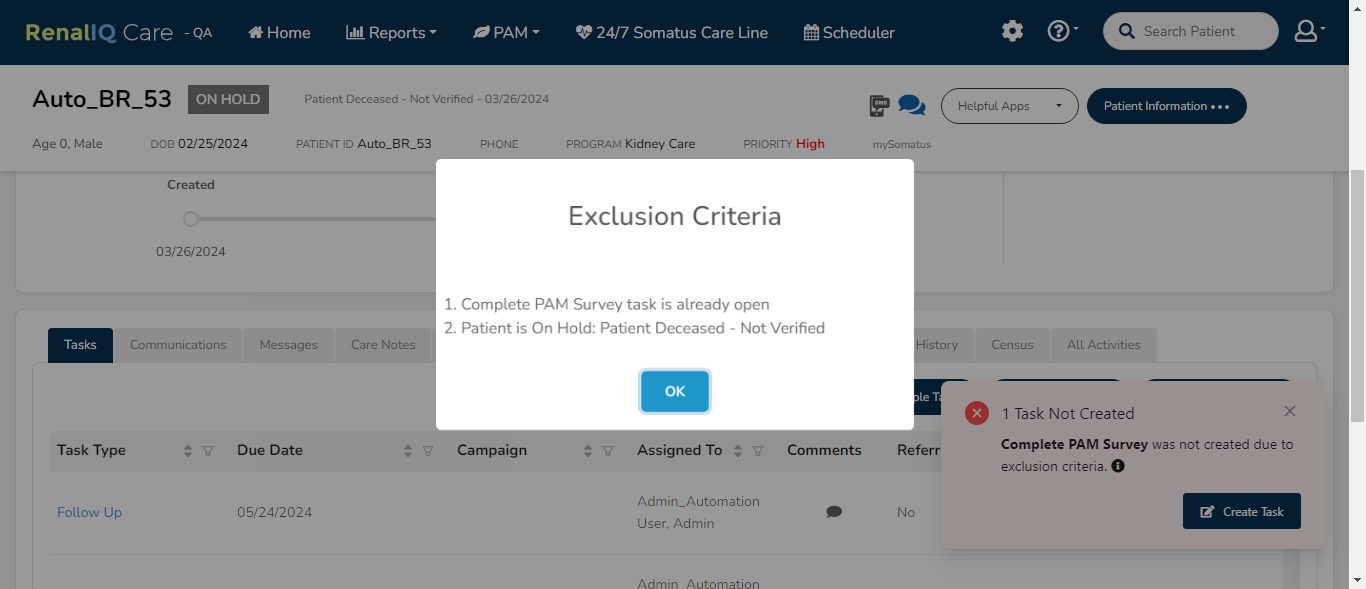 RenalIQ Care - QA
Home
Reports
PAM
24/7 Somatus Care Line
Scheduler
Search Patient
Auto_BR_53
ON HOLD
Patient Deceased - Not Verified - 03/26/2024
SMS
Helpful Apps
Patient Information
Age 0, Male
DOB 02/25/2024
PATIENT ID Auto_BR_53
PHONE
PROGRAM Kidney Care
PRIORITY High
mySomatus
Created
03/26/2024
Exclusion Criteria
1. Complete PAM Survey task is already open
2. Patient is On Hold: Patient Deceased - Not Verified
OK
Tasks
Communications
Messages
Care Notes
History
Census
All Activities
1 Task Not Created
Complete PAM Survey was not created due to
exclusion criteria.
Create Task
Task Type
Due Date
Campaign
Assigned To
Comments
Referr
Follow Up
05/24/2024
Admin_Automation
User, Admin
No
Admin_Automation